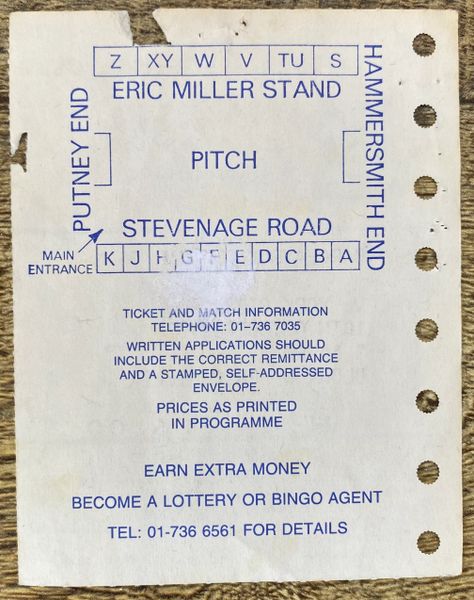 Z XY W V TU S
ERIC MILLER STAND
PUTNEY END
HAMMERSMITH END
PITCH
STEVENAGE ROAD
MAIN
ENTRANCE
K J H G F E D C B A
TICKET AND MATCH INFORMATION
TELEPHONE: 01-736 7035
WRITTEN APPLICATIONS SHOULD
INCLUDE THE CORRECT REMITTANCE
AND A STAMPED, SELF-ADDRESSED
ENVELOPE.
PRICES AS PRINTED
IN PROGRAMME
EARN EXTRA MONEY
BECOME A LOTTERY OR BINGO AGENT
TEL: 01-736 6561 FOR DETAILS